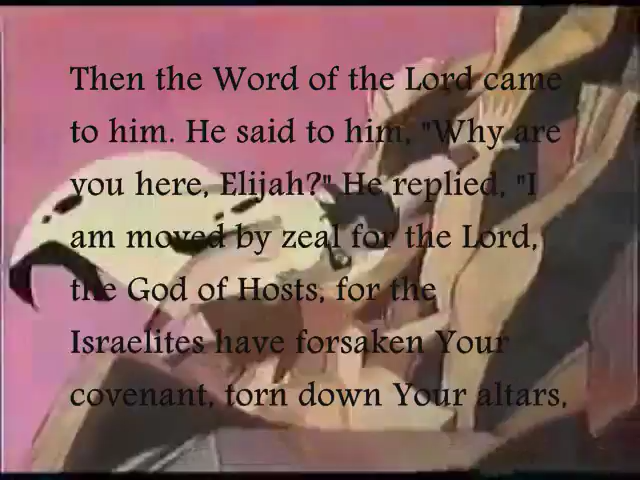 Then the Word of the Lord came
to him. He said to him, "Why are
you here, Elijah?" He replied, "I
am moved by zeal for the Lord,
the God of Hosts, for the
Israelites have forsaken Your
covenant, torn down Your altars,